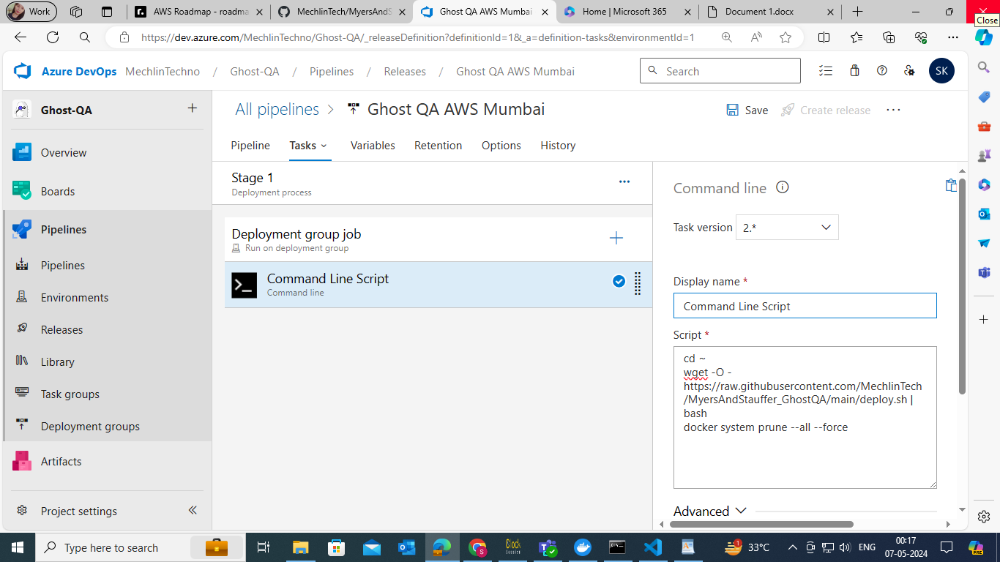 Work
AWS Roadmap - roadma
MechlinTech/MyersAndS
Ghost QA AWS Mumbai
Home | Microsoft 365
Document 1.docx
Close
https://dev.azure.com/MechlinTechno/Ghost-QA/_releaseDefinition?definitionId=1&_a=definition-tasks&environmentId=1
Azure DevOps MechlinTechno / Ghost-QA / Pipelines / Releases / Ghost QA AWS Mumbai
Search
SK
Ghost-QA
Overview
Boards
Pipelines
Pipelines
Environments
Releases
Library
Task groups
Deployment groups
Artifacts
Project settings
All pipelines > Ghost QA AWS Mumbai
Save
Create release
Pipeline Tasks Variables Retention Options History
Stage 1
Deployment process
Deployment group job
Run on deployment group
Command Line Script
Command line
Command line
Task version 2.*
Display name *
Command Line Script
Script *
cd ~
wget -O -
https://raw.githubusercontent.com/MechlinTech
/MyersAndStauffer_GhostQA/main/deploy.sh |
bash
docker system prune --all --force
Advanced
Type here to search
33°C
ENG
00:17
07-05-2024